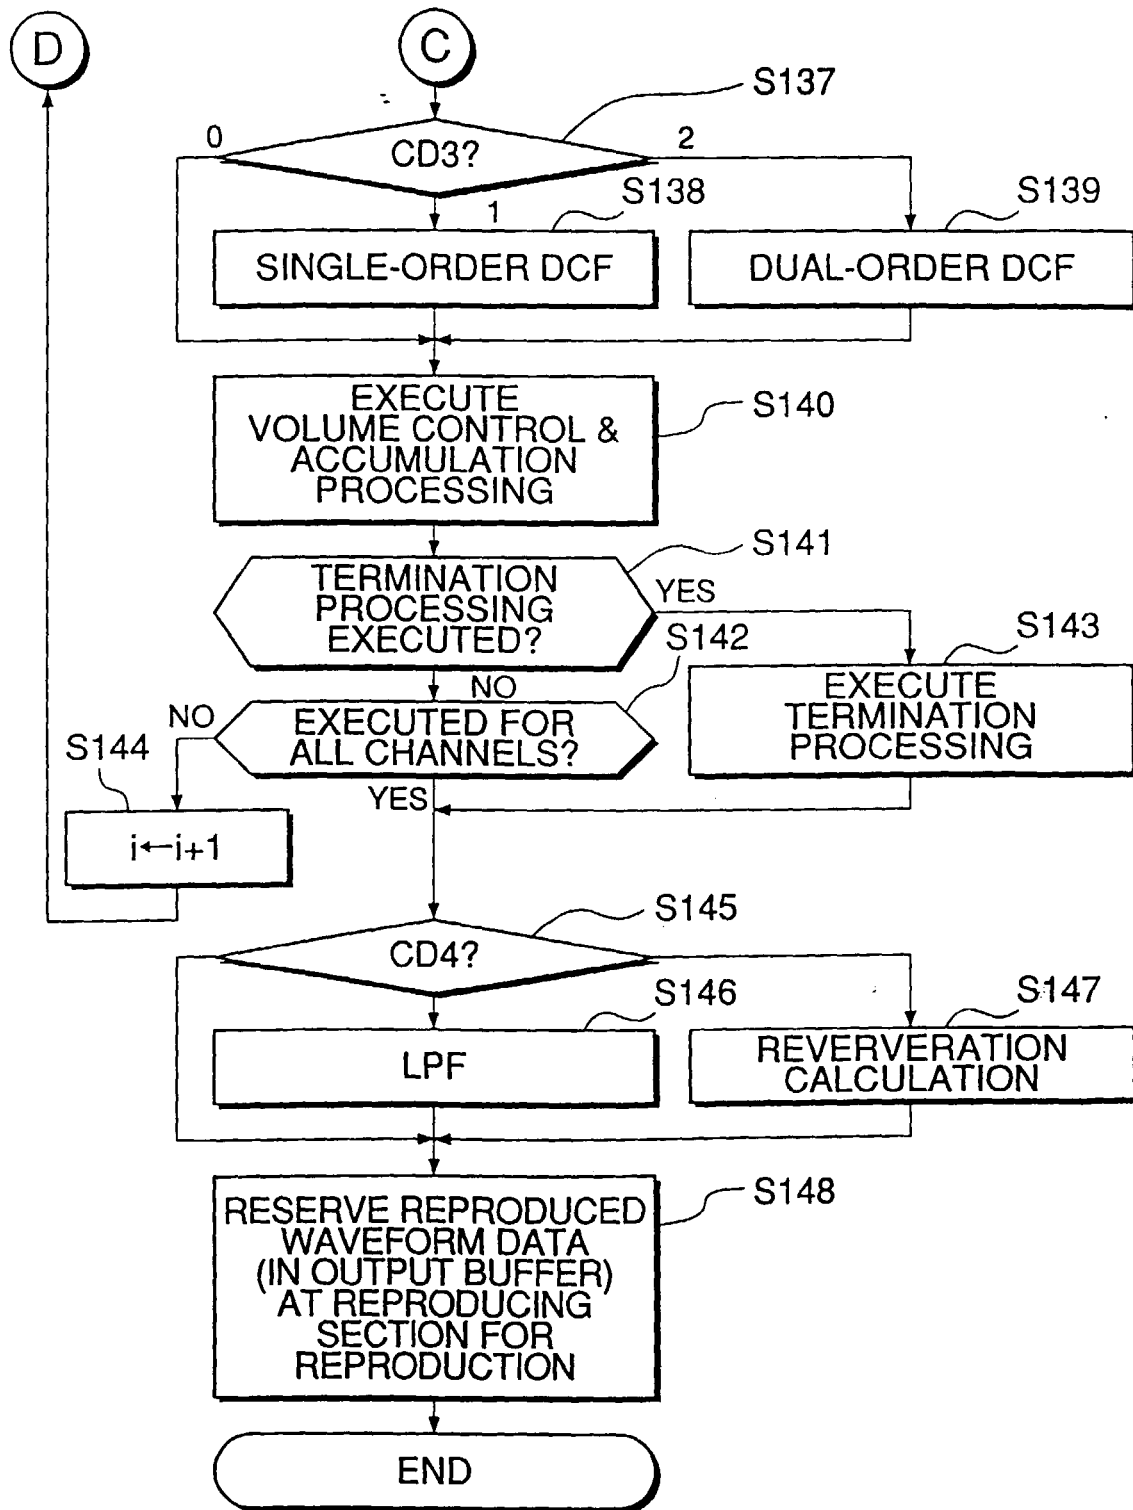 D
C
S137
0
CD3?
2
1
S138
S139
SINGLE-ORDER DCF
DUAL-ORDER DCF
EXECUTE
VOLUME CONTROL &
ACCUMULATION
PROCESSING
S140
S141
TERMINATION
PROCESSING
EXECUTED?
YES
S142
S143
NO
EXECUTED FOR
ALL CHANNELS?
NO
EXECUTE
TERMINATION
PROCESSING
S144
YES
i←i+1
S145
CD4?
S146
S147
LPF
REVERVERATION
CALCULATION
S148
RESERVE REPRODUCED
WAVEFORM DATA
(IN OUTPUT BUFFER)
AT REPRODUCING
SECTION FOR
REPRODUCTION
END